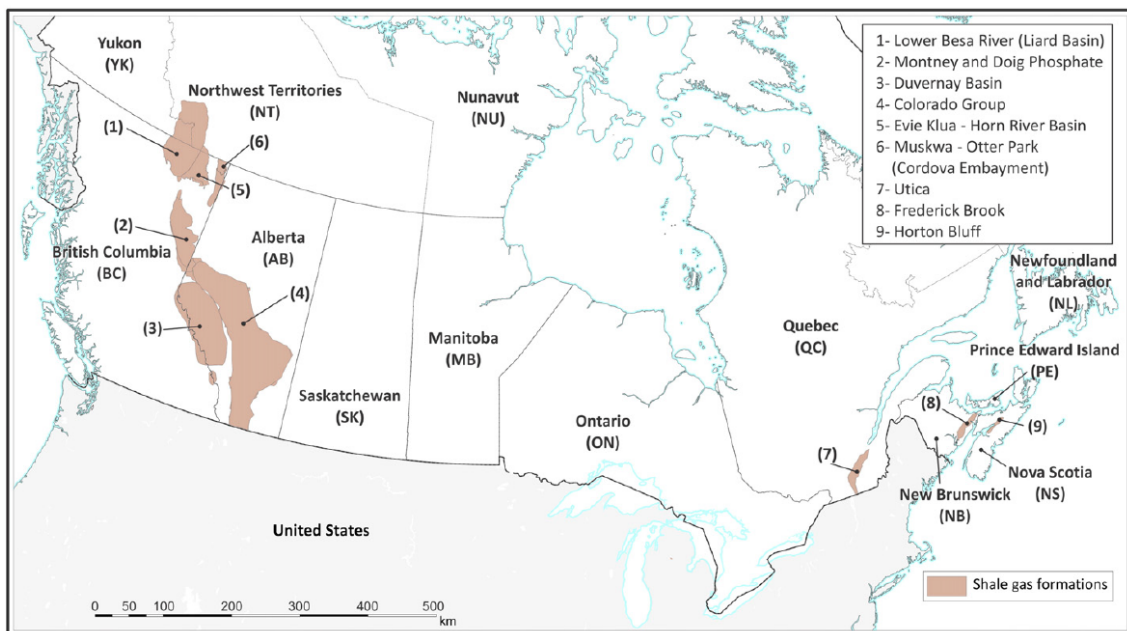 Yukon
(YK)
Northwest Territories
(NT)
Nunavut
(NU)
(1)
(6)
(5)
(2)
British Columbia
(BC)
Alberta
(AB)
(4)
(3)
Saskatchewan
(SK)
Manitoba
(MB)
Ontario
(ON)
Quebec
(QC)
1- Lower Besa River (Liard Basin)
2- Montney and Doig Phosphate
3- Duvernay Basin
4- Colorado Group
5- Evie Klua - Horn River Basin
6- Muskwa - Otter Park
(Cordova Embayment)
7- Utica
8- Frederick Brook
9- Horton Bluff
Newfoundland
and Labrador
(NL)
Prince Edward Island
(PE)
(8)
(9)
(7)
Nova Scotia
(NS)
New Brunswick
(NB)
United States
Shale gas formations
0 50 100 200 300 400 500
km